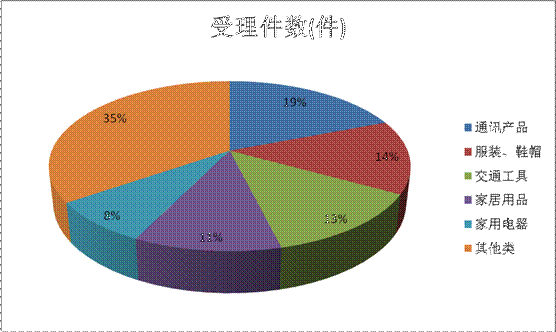 受理件数(件)
35%
19%
14%
13%
11%
8%
通讯产品
服装、鞋帽
交通工具
家居用品
家用电器
其他类